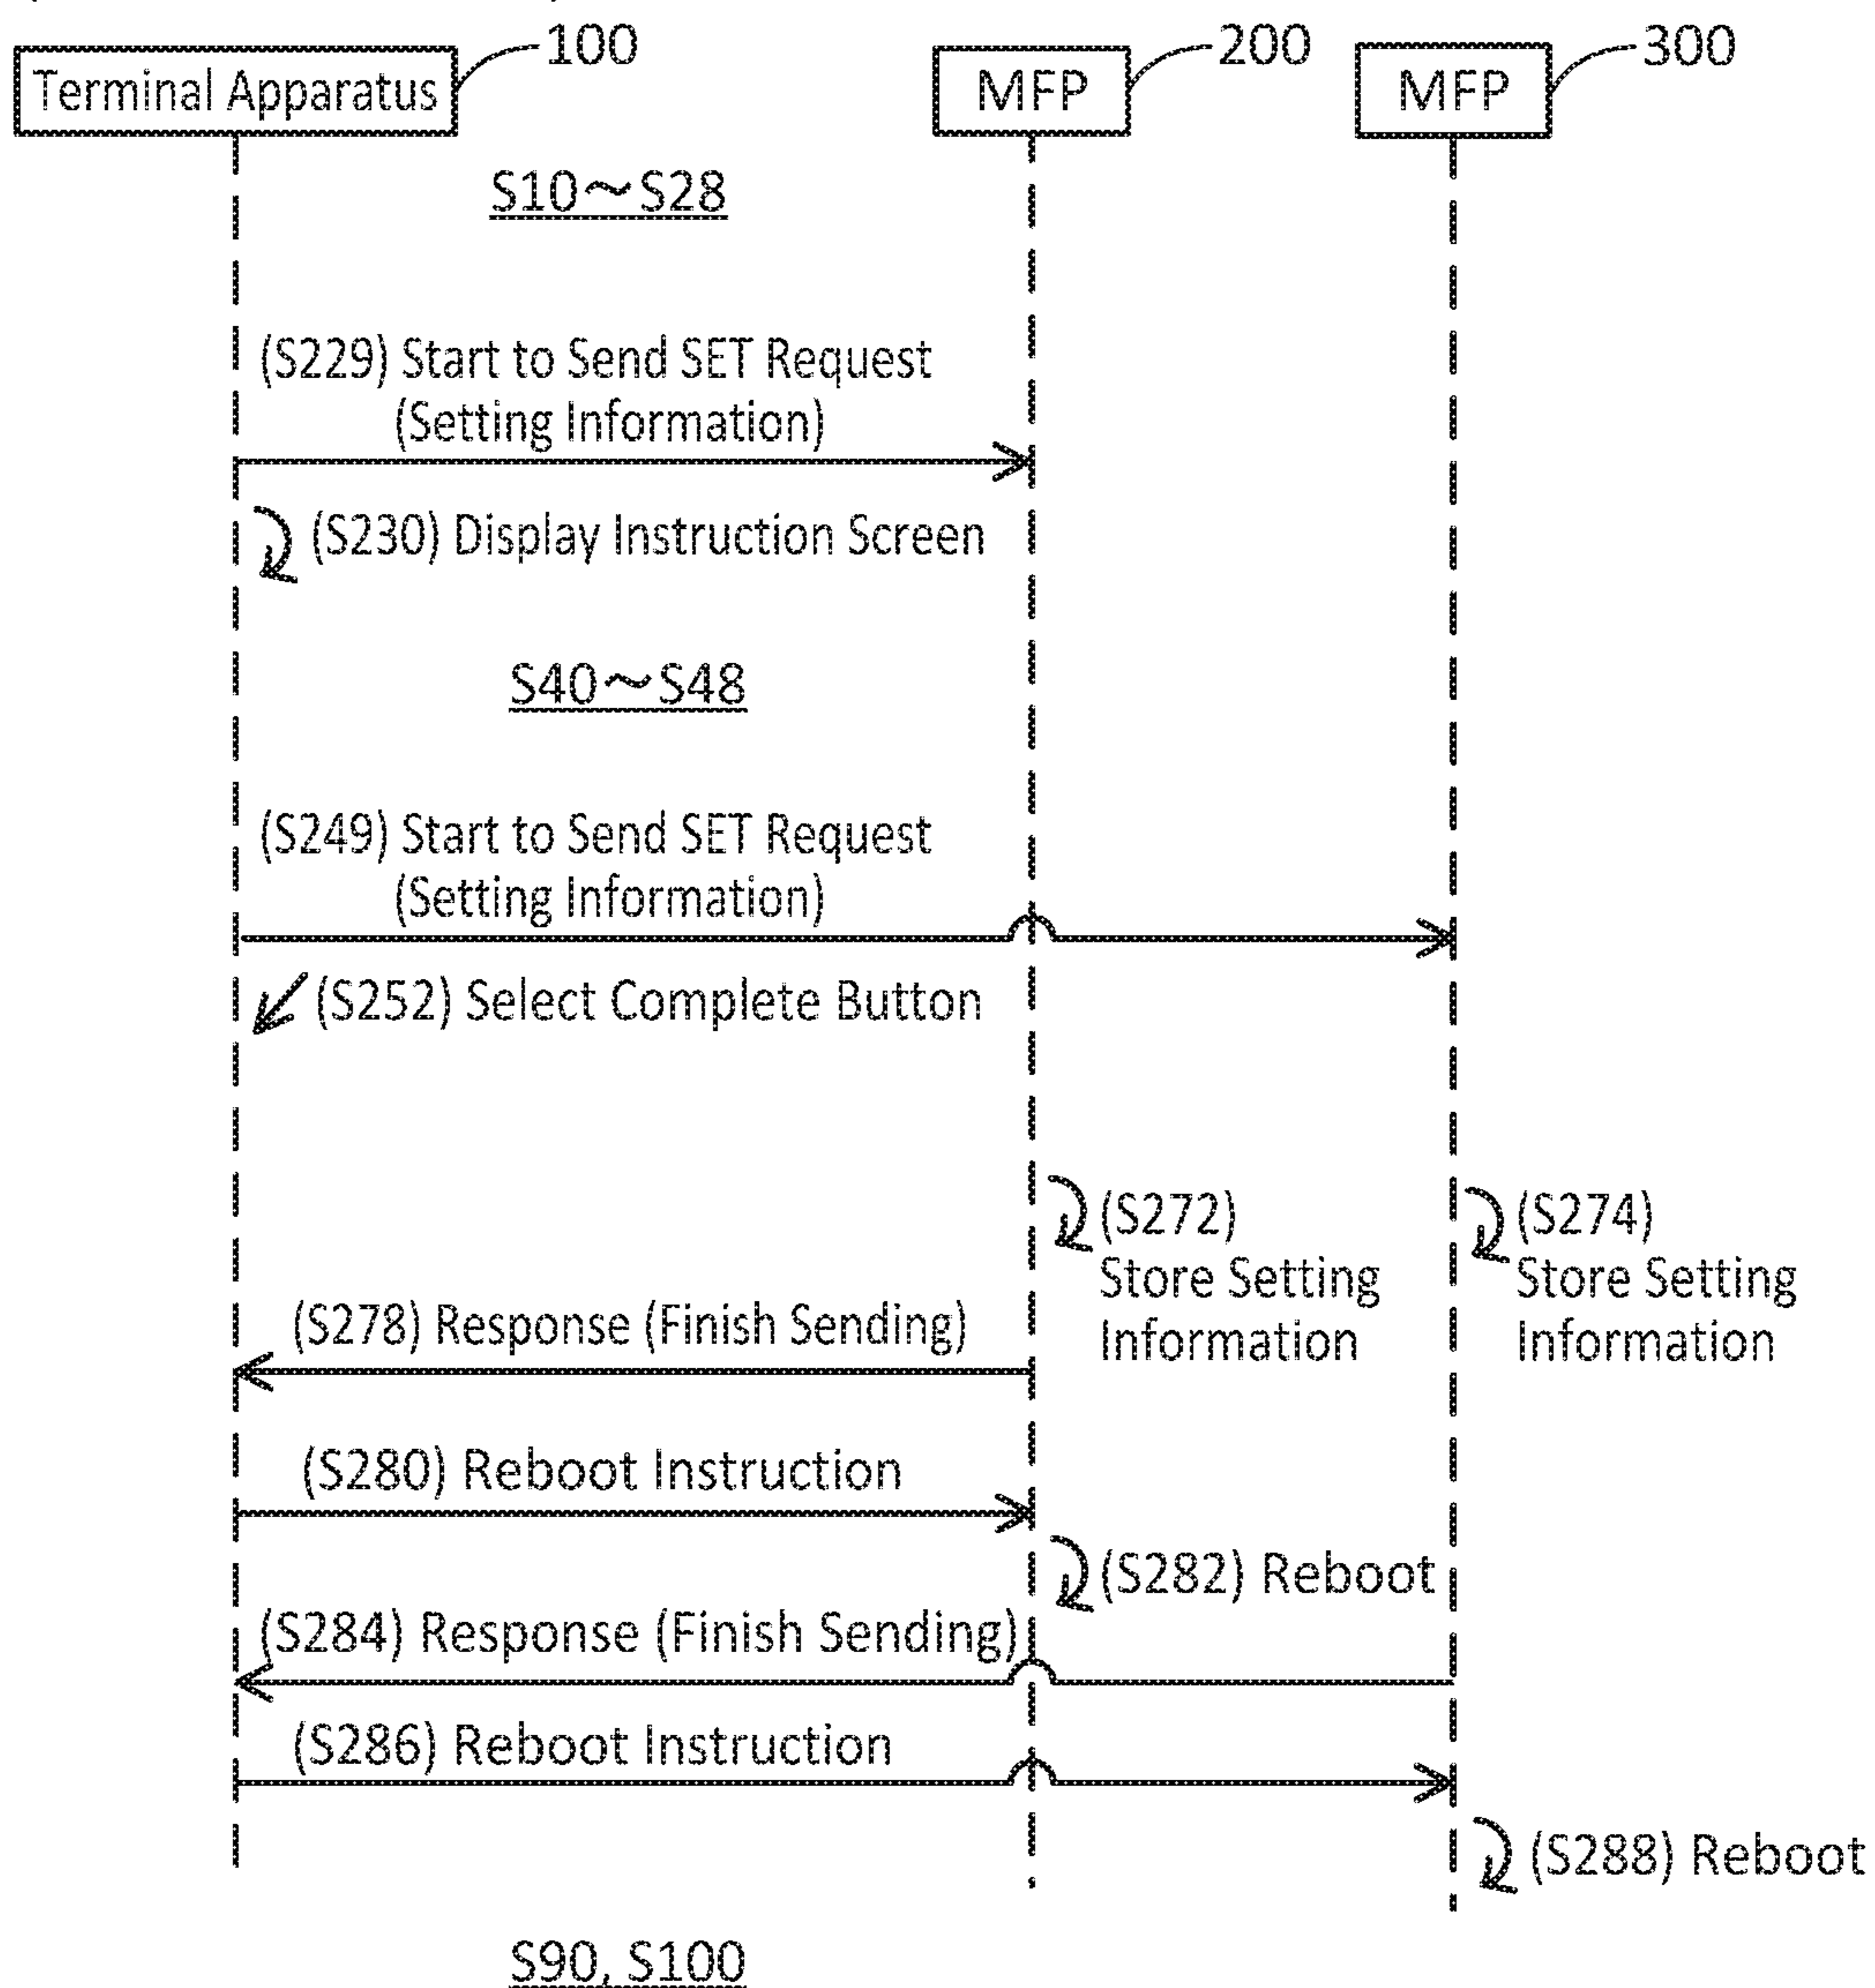 100
200
300
Terminal Apparatus
MFP
MFP
S10～S28
(S229) Start to Send SET Request
(Setting Information)
(S230) Display Instruction Screen
S40～S48
(S249) Start to Send SET Request
(Setting Information)
(S252) Select Complete Button
(S272)
Store Setting
Information
(S274)
Store Setting
Information
(S278) Response (Finish Sending)
(S280) Reboot Instruction
(S282) Reboot
(S284) Response (Finish Sending)
(S286) Reboot Instruction
(S288) Reboot
S90, S100